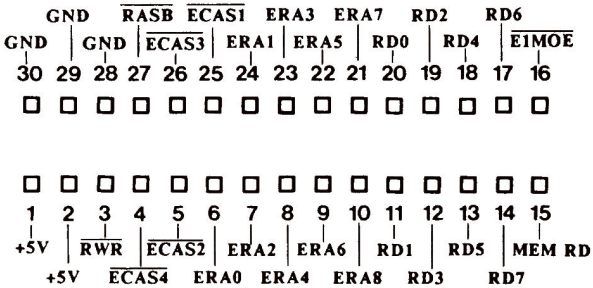 GND RASB ECAS1 ERA3 ERA7 RD2 RD6
GND GND ECAS3 ERA1 ERA5 RD0 RD4 E1MOE
30 29 28 27 26 25 24 23 22 21 20 19 18 17 16
1 2 3 4 5 6 7 8 9 10 11 12 13 14 15
+5V RWR ECAS2 ERA2 ERA6 RD1 RD5 MEM RD
+5V ECAS4 ERA0 ERA4 ERA8 RD3 RD7